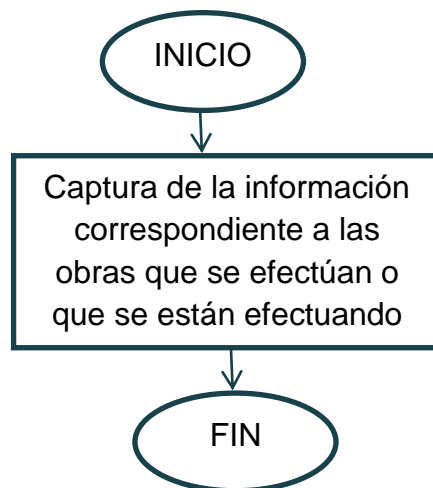 INICIO
Captura de la información
correspondiente a las
obras que se efectúan o
que se están efectuando
FIN